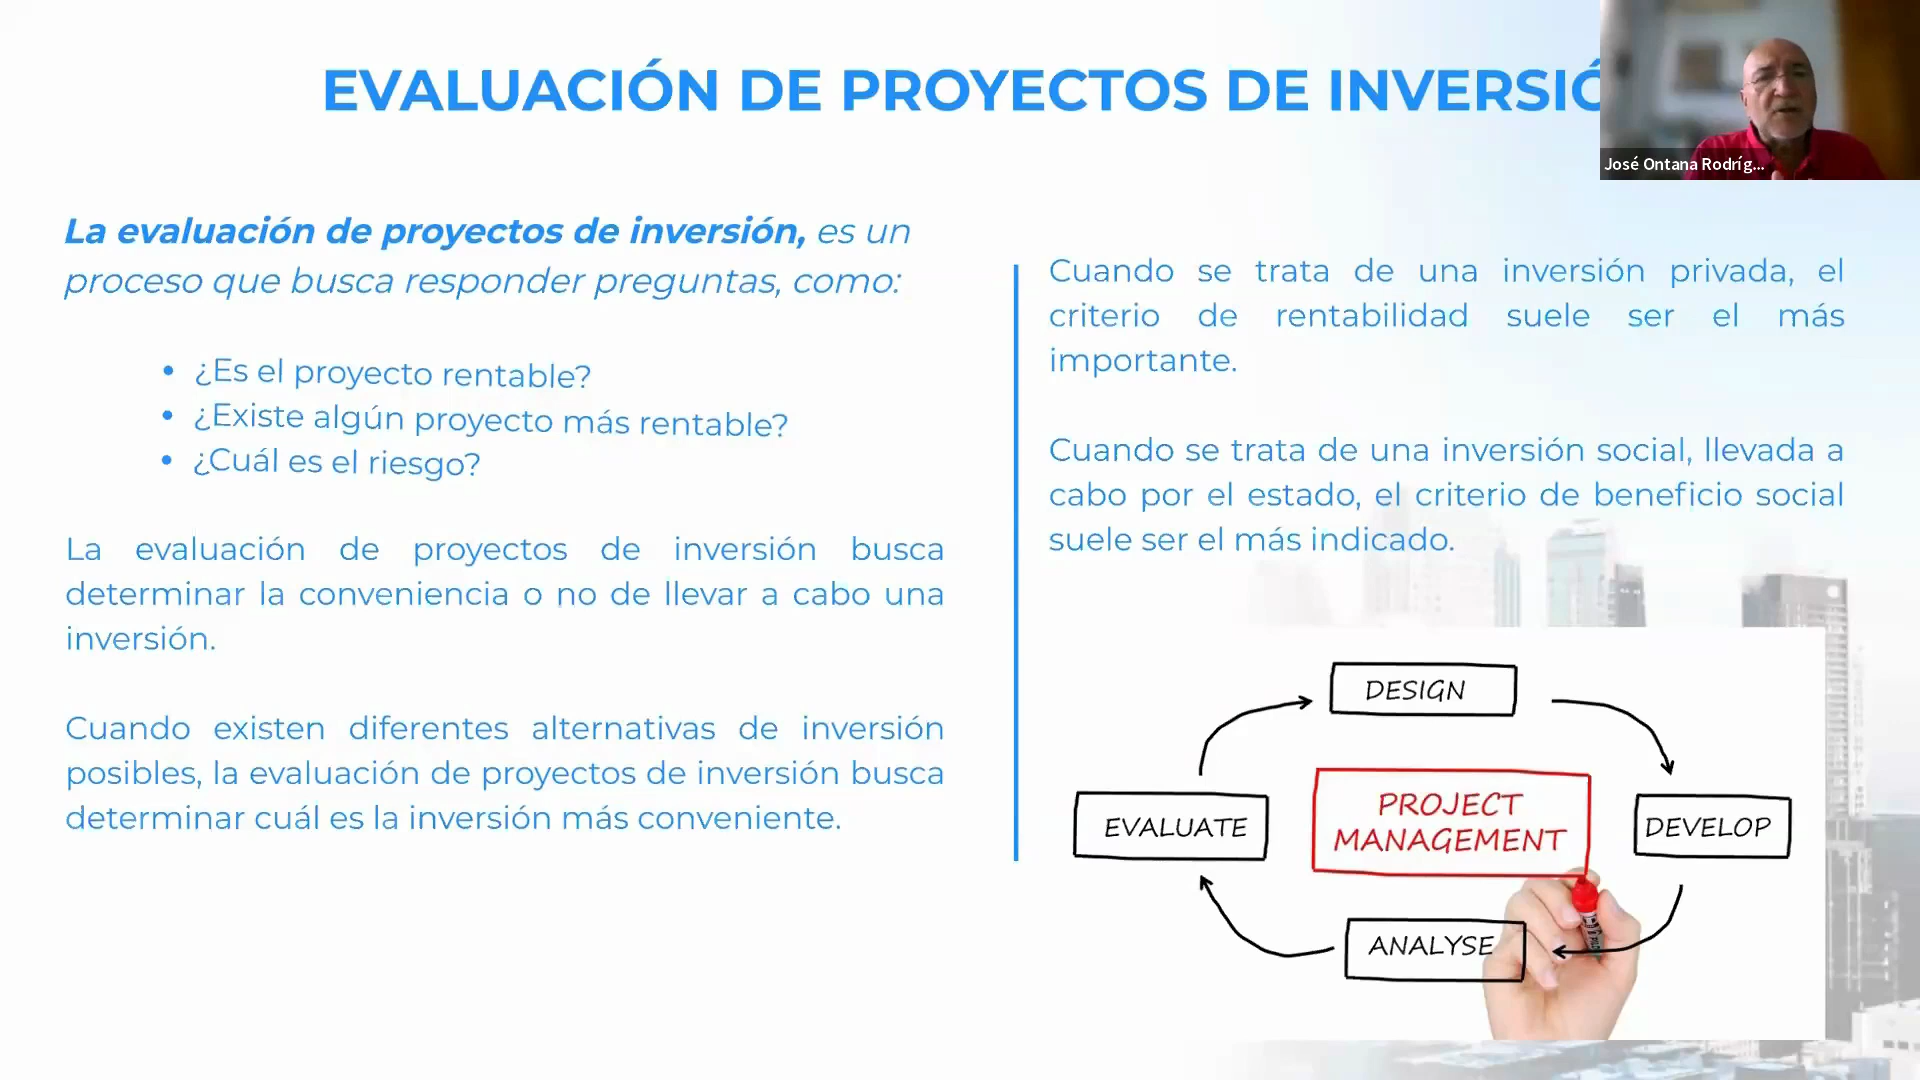 EVALUACIÓN DE PROYECTOS DE INVERSIÓ
José Ontana Rodríg...
La evaluación de proyectos de inversión, es un
proceso que busca responder preguntas, como:
• ¿Es el proyecto rentable?
• ¿Existe algún proyecto más rentable?
• ¿Cuál es el riesgo?
La evaluación de proyectos de inversión busca
determinar la conveniencia o no de llevar a cabo una
inversión.
Cuando existen diferentes alternativas de inversión
posibles, la evaluación de proyectos de inversión busca
determinar cuál es la inversión más conveniente.
Cuando se trata de una inversión privada, el
criterio de rentabilidad suele ser el más
importante.
Cuando se trata de una inversión social, llevada a
cabo por el estado, el criterio de beneficio social
suele ser el más indicado.
DESIGN
EVALUATE
PROJECT
MANAGEMENT
DEVELOP
ANALYSE